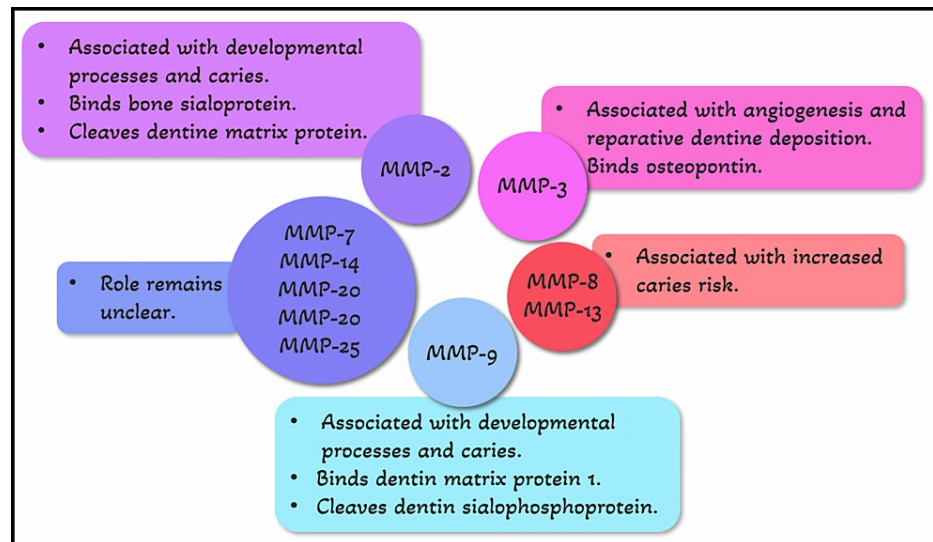 • Associated with developmental
processes and caries.
• Binds bone sialoprotein.
• Cleaves dentine matrix protein.
MMP-2
• Associated with angiogenesis and
reparative dentine deposition.
Binds osteopontin.
MMP-3
MMP-7
MMP-14
MMP-20
MMP-20
MMP-25
• Role remains
unclear.
• Associated with increased
caries risk.
MMP-8
MMP-13
MMP-9
• Associated with developmental
processes and caries.
• Binds dentin matrix protein 1.
• Cleaves dentin sialophosphoprotein.